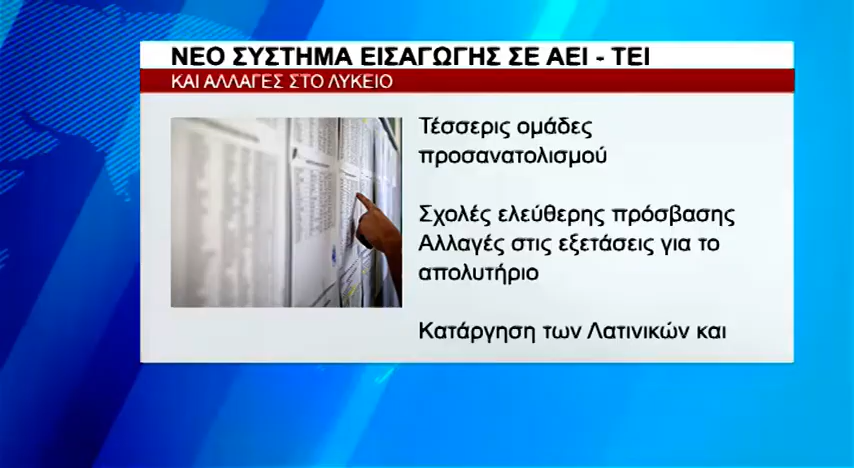 ΝΕΟ ΣΥΣΤΗΜΑ ΕΙΣΑΓΩΓΗΣ ΣΕ ΑΕΙ - ΤΕΙ
ΚΑΙ ΑΛΛΑΓΕΣ ΣΤΟ ΛΥΚΕΙΟ
Τέσσερις ομάδες
προσανατολισμού
Σχολές ελεύθερης πρόσβασης
Αλλαγές στις εξετάσεις για το
απολυτήριο
Κατάργηση των Λατινικών και